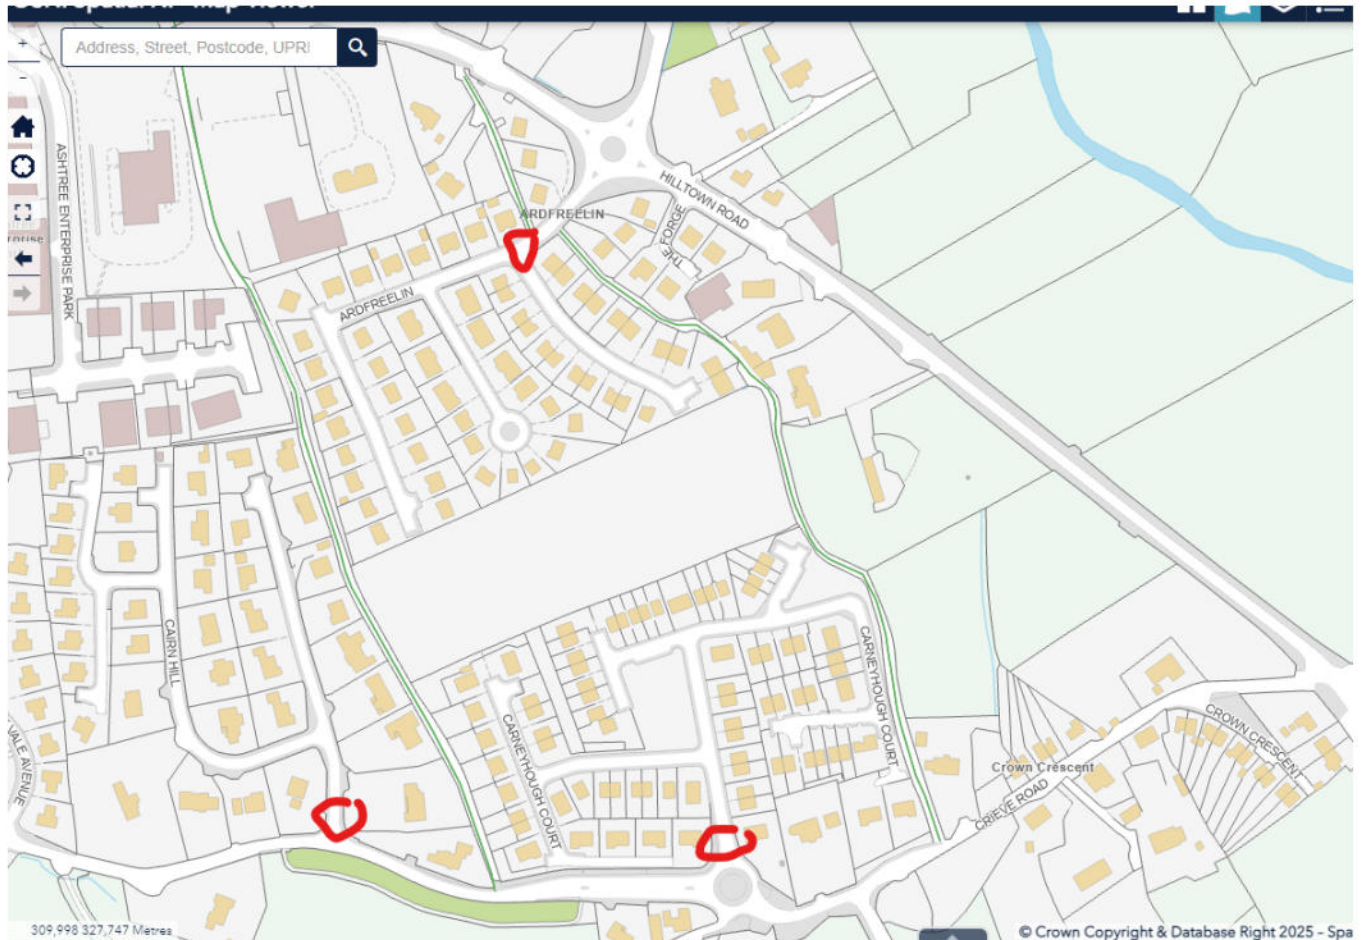 Address, Street, Postcode, UPRI
+
-
ASHTREE ENTERPRISE PARK
HILLTOWN ROAD
ARDFREELIN
THE FORGE
ARDFREELIN
CAIRN HILL
CARNEYHOUGH COURT
CARNEYHOUGH COURT
VALE AVENUE
CROWN CRESCENT
Crown Crescent
CRIEVE ROAD
309,998 327,747 Metres
© Crown Copyright & Database Right 2025 - Spa